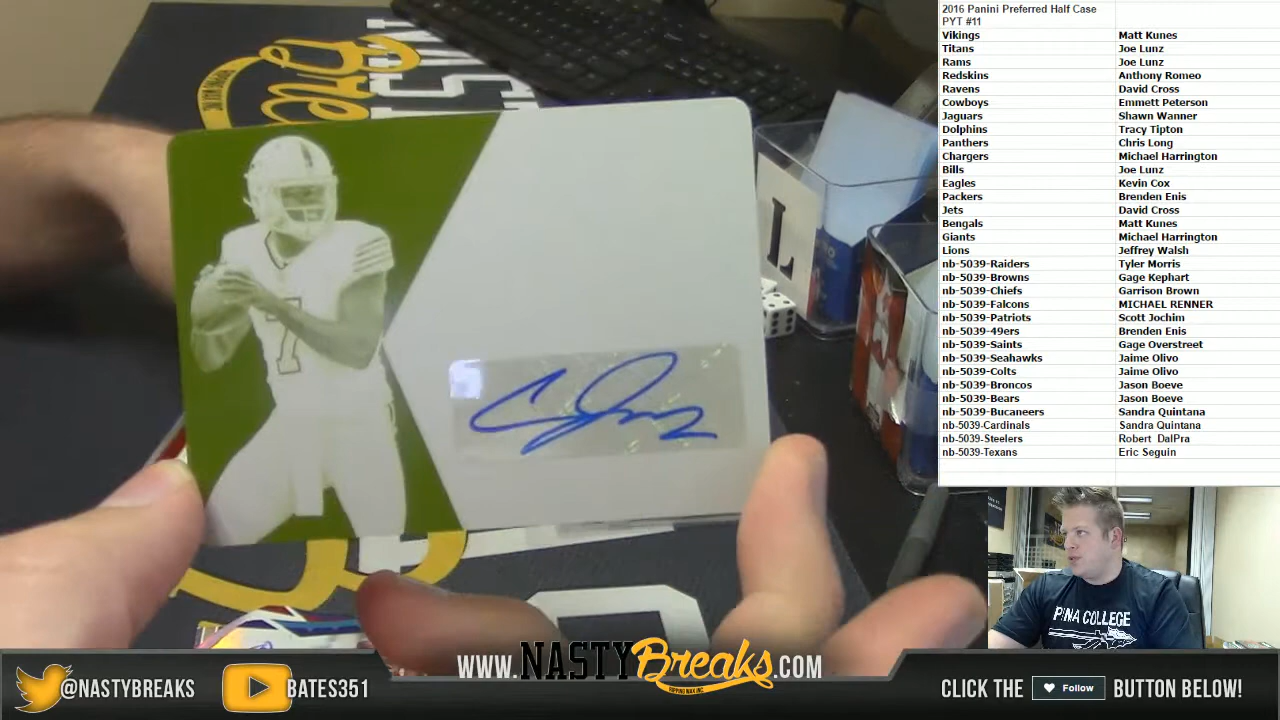 2016 Panini Preferred Half Case
PYT #11
Vikings Matt Kunes
Titans Joe Lunz
Rams Joe Lunz
Redskins Anthony Romeo
Ravens David Cross
Cowboys Emmett Peterson
Jaguars Shawn Wanner
Dolphins Tracy Tipton
Panthers Chris Long
Chargers Michael Harrington
Bills Joe Lunz
Eagles Kevin Cox
Packers Brenden Enis
Jets David Cross
Bengals Matt Kunes
Giants Michael Harrington
Lions Jeffrey Walsh
nb-5039-Raiders Tyler Morris
nb-5039-Browns Gage Kephart
nb-5039-Chiefs Garrison Brown
nb-5039-Falcons MICHAEL RENNER
nb-5039-Patriots Scott Jochim
nb-5039-49ers Brenden Enis
nb-5039-Saints Gage Overstreet
nb-5039-Seahawks Jaime Olivo
nb-5039-Colts Jaime Olivo
nb-5039-Broncos Jason Boeve
nb-5039-Bears Jason Boeve
nb-5039-Bucaneers Sandra Quintana
nb-5039-Cardinals Sandra Quintana
nb-5039-Steelers Robert DalPra
nb-5039-Texans Eric Seguin
7
L
COLLEGE
@NASTYBREAKS
BATES351
WWW.NASTYBreaks.COM
RIPPING WAX INC.
CLICK THE Follow BUTTON BELOW!